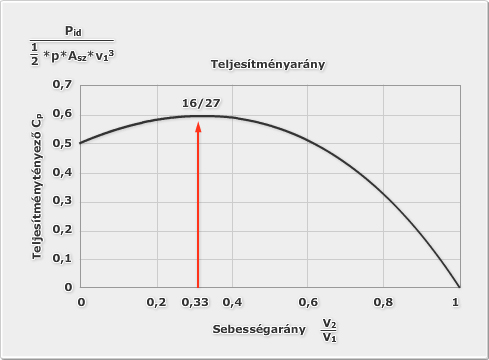 P_id
1/2 *p*A_sz*v_1^3
Teljesítményarány
0,7
0,6
0,5
0,4
0,3
0,2
0,1
0
16/27
Teljesítménytényező C_p
0 0,2 0,33 0,4 0,6 0,8 1
Sebességarány V_2/V_1